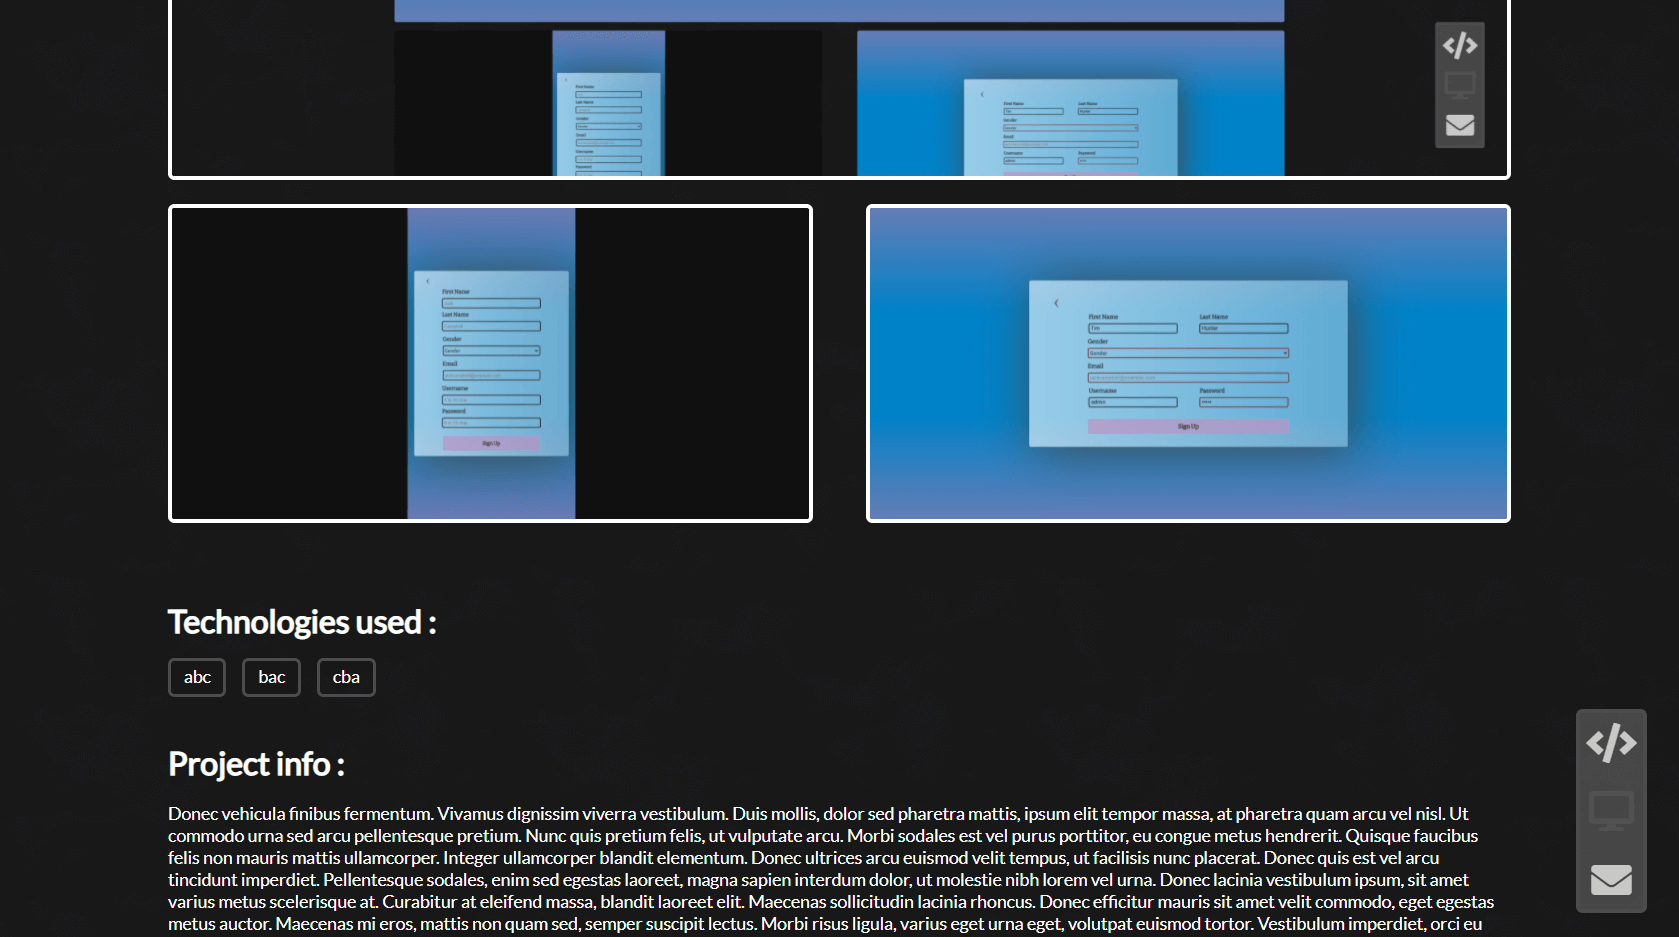 First Name
Last Name
Gender
Gender
Email
Username
Password
First Name Last Name
Tim Hunter
Gender
Gender
Email
Username Password
admin
First Name
Last Name
Gender
Gender
Email
Username
Password
Sign Up
First Name Last Name
Tim Hunter
Gender
Gender
Email
Username Password
admin
Sign Up
Technologies used :
abc bac cba
Project info :
Donec vehicula finibus fermentum. Vivamus dignissim viverra vestibulum. Duis mollis, dolor sed pharetra mattis, ipsum elit tempor massa, at pharetra quam arcu vel nisl. Ut
commodo urna sed arcu pellentesque pretium. Nunc quis pretium felis, ut vulputate arcu. Morbi sodales est vel purus porttitor, eu congue metus hendrerit. Quisque faucibus
felis non mauris mattis ullamcorper. Integer ullamcorper blandit elementum. Donec ultrices arcu euismod velit tempus, ut facilisis nunc placerat. Donec quis est vel arcu
tincidunt imperdiet. Pellentesque sodales, enim sed egestas laoreet, magna sapien interdum dolor, ut molestie nibh lorem vel urna. Donec lacinia vestibulum ipsum, sit amet
varius metus scelerisque at. Curabitur at eleifend massa, blandit laoreet elit. Maecenas sollicitudin lacinia rhoncus. Donec efficitur mauris sit amet velit commodo, eget egestas
metus auctor. Maecenas mi eros, mattis non quam sed, semper suscipit lectus. Morbi risus ligula, varius eget urna eget, volutpat euismod tortor. Vestibulum imperdiet, orci eu